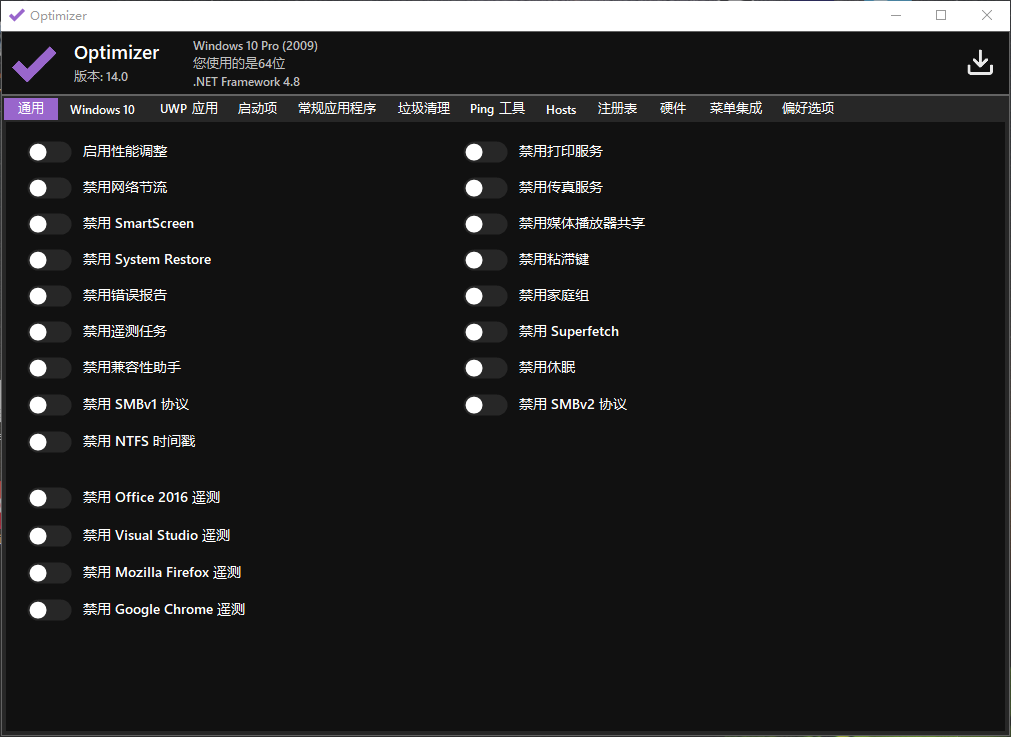 Optimizer
Optimizer
版本: 14.0
Windows 10 Pro (2009)
您使用的是64位
.NET Framework 4.8
通用 Windows 10 UWP 应用 启动项 常规应用程序 垃圾清理 Ping 工具 Hosts 注册表 硬件 菜单集成 偏好选项
启用性能调整
禁用网络节流
禁用 SmartScreen
禁用 System Restore
禁用错误报告
禁用遥测任务
禁用兼容性助手
禁用 SMBv1 协议
禁用 NTFS 时间戳
禁用 Office 2016 遥测
禁用 Visual Studio 遥测
禁用 Mozilla Firefox 遥测
禁用 Google Chrome 遥测
禁用打印服务
禁用传真服务
禁用媒体播放器共享
禁用粘滞键
禁用家庭组
禁用 Superfetch
禁用休眠
禁用 SMBv2 协议